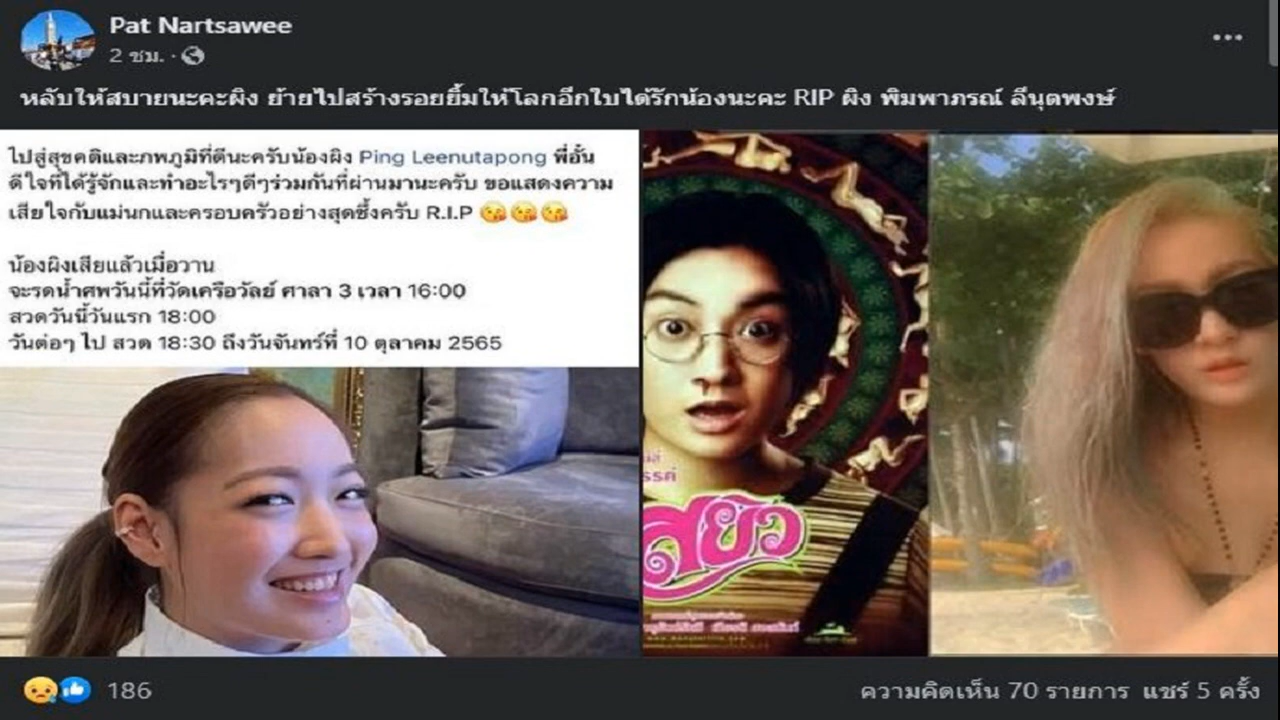 Pat Nartsawee
2 ชม. ·
หลับให้สบายนะคะผิง ย้ายไปสร้างรอยยิ้มให้โลกอีกใบได้รักน้องนะคะ RIP ผิง พิมพาภรณ์ ลีนุตพงษ์
ไปสู่สุขคติและภพภูมิที่ดีนะครับน้องผิง Ping Leenutapong พี่อั๋น
ดีใจที่ได้รู้จักและทำอะไรๆดีๆร่วมกันที่ผ่านมานะครับ ขอแสดงความ
เสียใจกับแม่นกและครอบครัวอย่างสุดซึ้งครับ R.I.P 😘😘😘
น้องผิงเสียแล้วเมื่อวาน
จะรดน้ำศพวันนี้ที่วัดเครือวัลย์ ศาลา 3 เวลา 16:00
สวดวันนี้วันแรก 18:00
วันต่อๆ ไป สวด 18:30 ถึงวันจันทร์ที่ 10 ตุลาคม 2565
รรค์
สยิว
186
ความคิดเห็น 70 รายการ แชร์ 5 ครั้ง